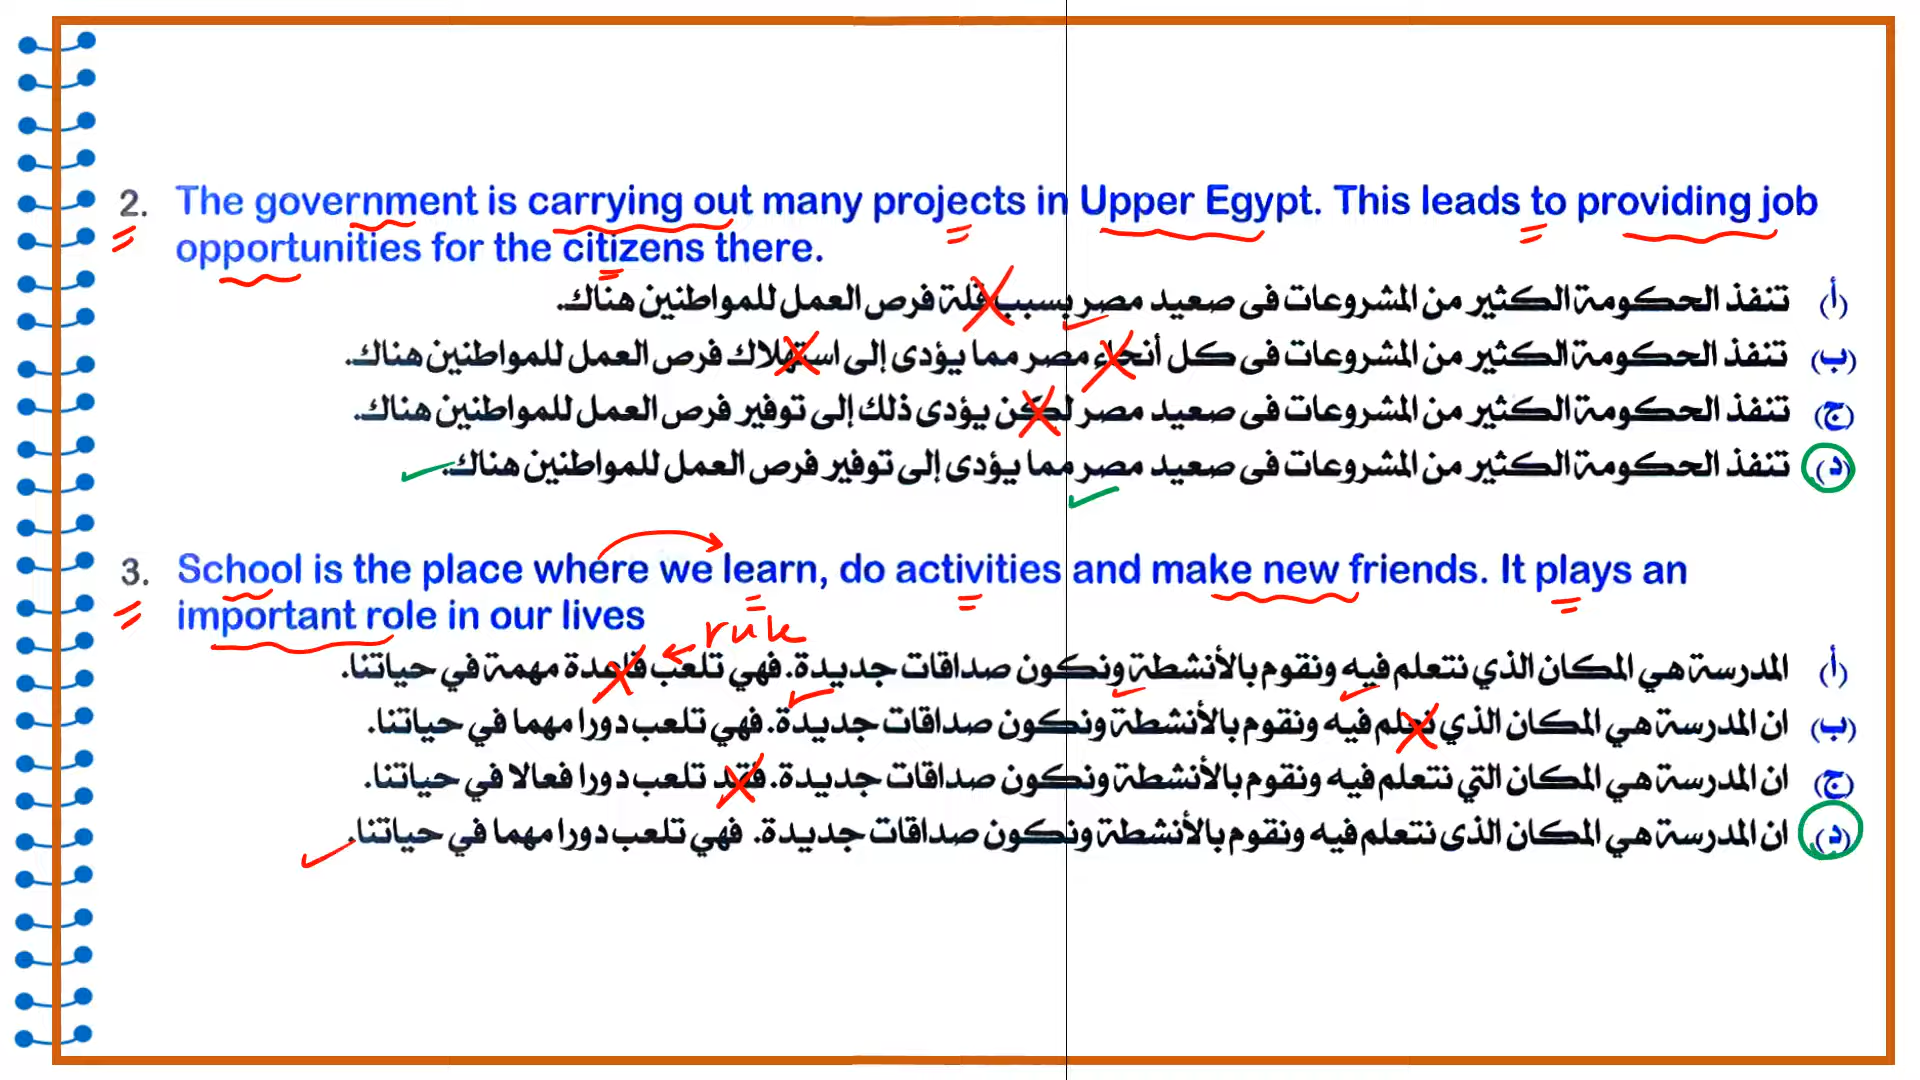 2. The government is carrying out many projects in Upper Egypt. This leads to providing job
opportunities for the citizens there.
(أ) تنفذ الحكومة الكثير من المشروعات فى صعيد مصر بسبب قلة فرص العمل للمواطنين هناك.
(ب) تنفذ الحكومة الكثير من المشروعات فى كل أنحاء مصر مما يؤدى إلى استهلاك فرص العمل للمواطنين هناك.
(ج) تنفذ الحكومة الكثير من المشروعات فى صعيد مصر لكن يؤدى ذلك إلى توفير فرص العمل للمواطنين هناك.
(د) تنفذ الحكومة الكثير من المشروعات فى صعيد مصر مما يؤدى إلى توفير فرص العمل للمواطنين هناك.
3. School is the place where we learn, do activities and make new friends. It plays an
important role in our lives
rule
(أ) المدرسة هي المكان الذي نتعلم فيه ونقوم بالأنشطة ونكون صداقات جديدة. فهي تلعب قاعدة مهمة في حياتنا.
(ب) ان المدرسة هي المكان الذي نعلم فيه ونقوم بالأنشطة ونكون صداقات جديدة. فهي تلعب دورا مهما في حياتنا.
(ج) ان المدرسة هي المكان التي نتعلم فيه ونقوم بالأنشطة ونكون صداقات جديدة. فقد تلعب دورا فعالا في حياتنا.
(د) ان المدرسة هي المكان الذى نتعلم فيه ونقوم بالأنشطة ونكون صداقات جديدة. فهي تلعب دورا مهما في حياتنا.